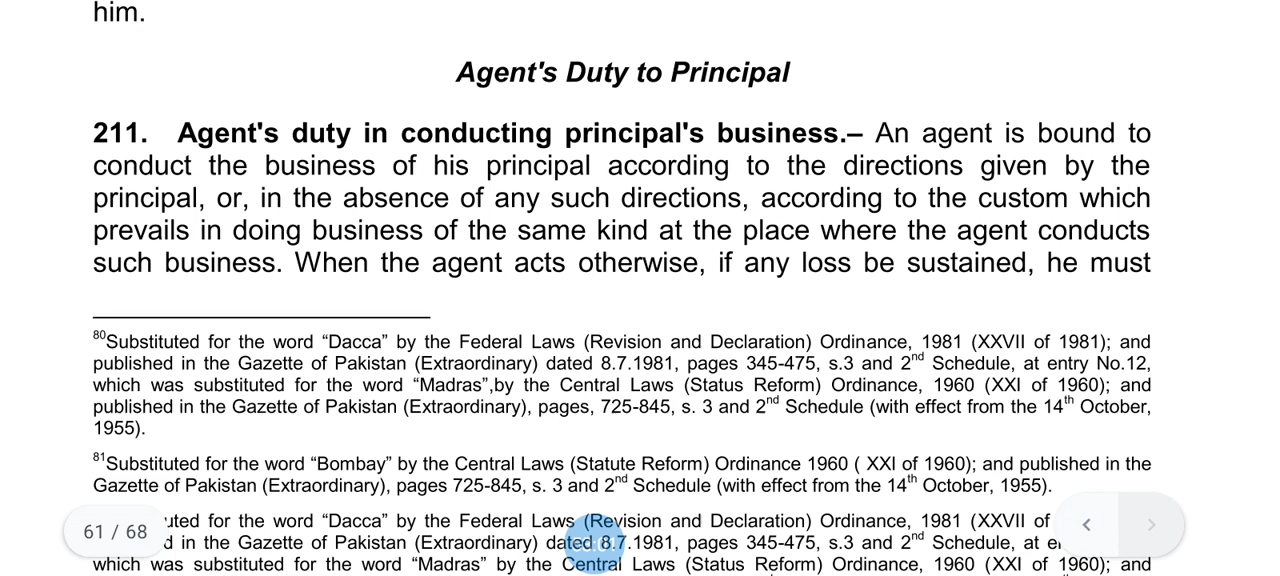 him.
Agent's Duty to Principal
211. Agent's duty in conducting principal's business.– An agent is bound to
conduct the business of his principal according to the directions given by the
principal, or, in the absence of any such directions, according to the custom which
prevails in doing business of the same kind at the place where the agent conducts
such business. When the agent acts otherwise, if any loss be sustained, he must
80Substituted for the word “Dacca” by the Federal Laws (Revision and Declaration) Ordinance, 1981 (XXVII of 1981); and
published in the Gazette of Pakistan (Extraordinary) dated 8.7.1981, pages 345-475, s.3 and 2nd Schedule, at entry No.12,
which was substituted for the word “Madras”,by the Central Laws (Status Reform) Ordinance, 1960 (XXI of 1960); and
published in the Gazette of Pakistan (Extraordinary), pages, 725-845, s. 3 and 2nd Schedule (with effect from the 14th October,
1955).
81Substituted for the word “Bombay” by the Central Laws (Statute Reform) Ordinance 1960 ( XXI of 1960); and published in the
Gazette of Pakistan (Extraordinary), pages 725-845, s. 3 and 2nd Schedule (with effect from the 14th October, 1955).
for the word “Dacca” by the Federal Laws (Revision and Declaration) Ordinance, 1981 (XXVII of
61 / 68
in the Gazette of Pakistan (Extraordinary) dated 8.7.1981, pages 345-475, s.3 and 2nd Schedule, at
which was substituted for the word “Madras” by the Central Laws (Status Reform) Ordinance, 1960 (XXI of 1960); and